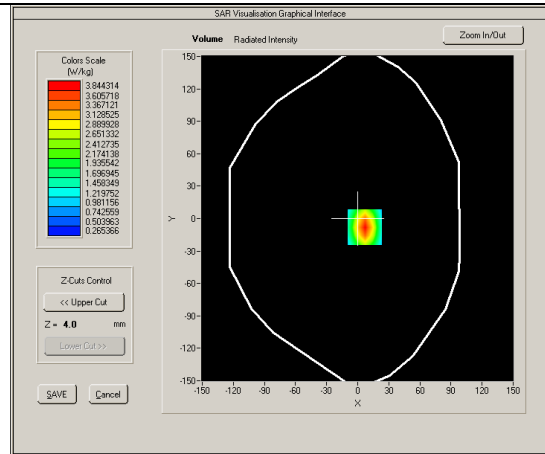 SAR Visualisation Graphical Interface
Volume Radiated Intensity
Zoom In/Out
Colors Scale
(W/kg)
3.844314
3.605718
3.367121
3.128525
2.889928
2.651332
2.412735
2.174138
1.935542
1.696945
1.458349
1.219752
0.981156
0.742559
0.503963
0.265366
Z-Cuts Control
<< Upper Cut
Z = 4.0 mm
Lower Cut >>
SAVE
Cancel
150
120
90
60
30
0
-30
-60
-90
-120
-150
Y
-150 -120 -90 -60 -30 0 30 60 90 120 150
X